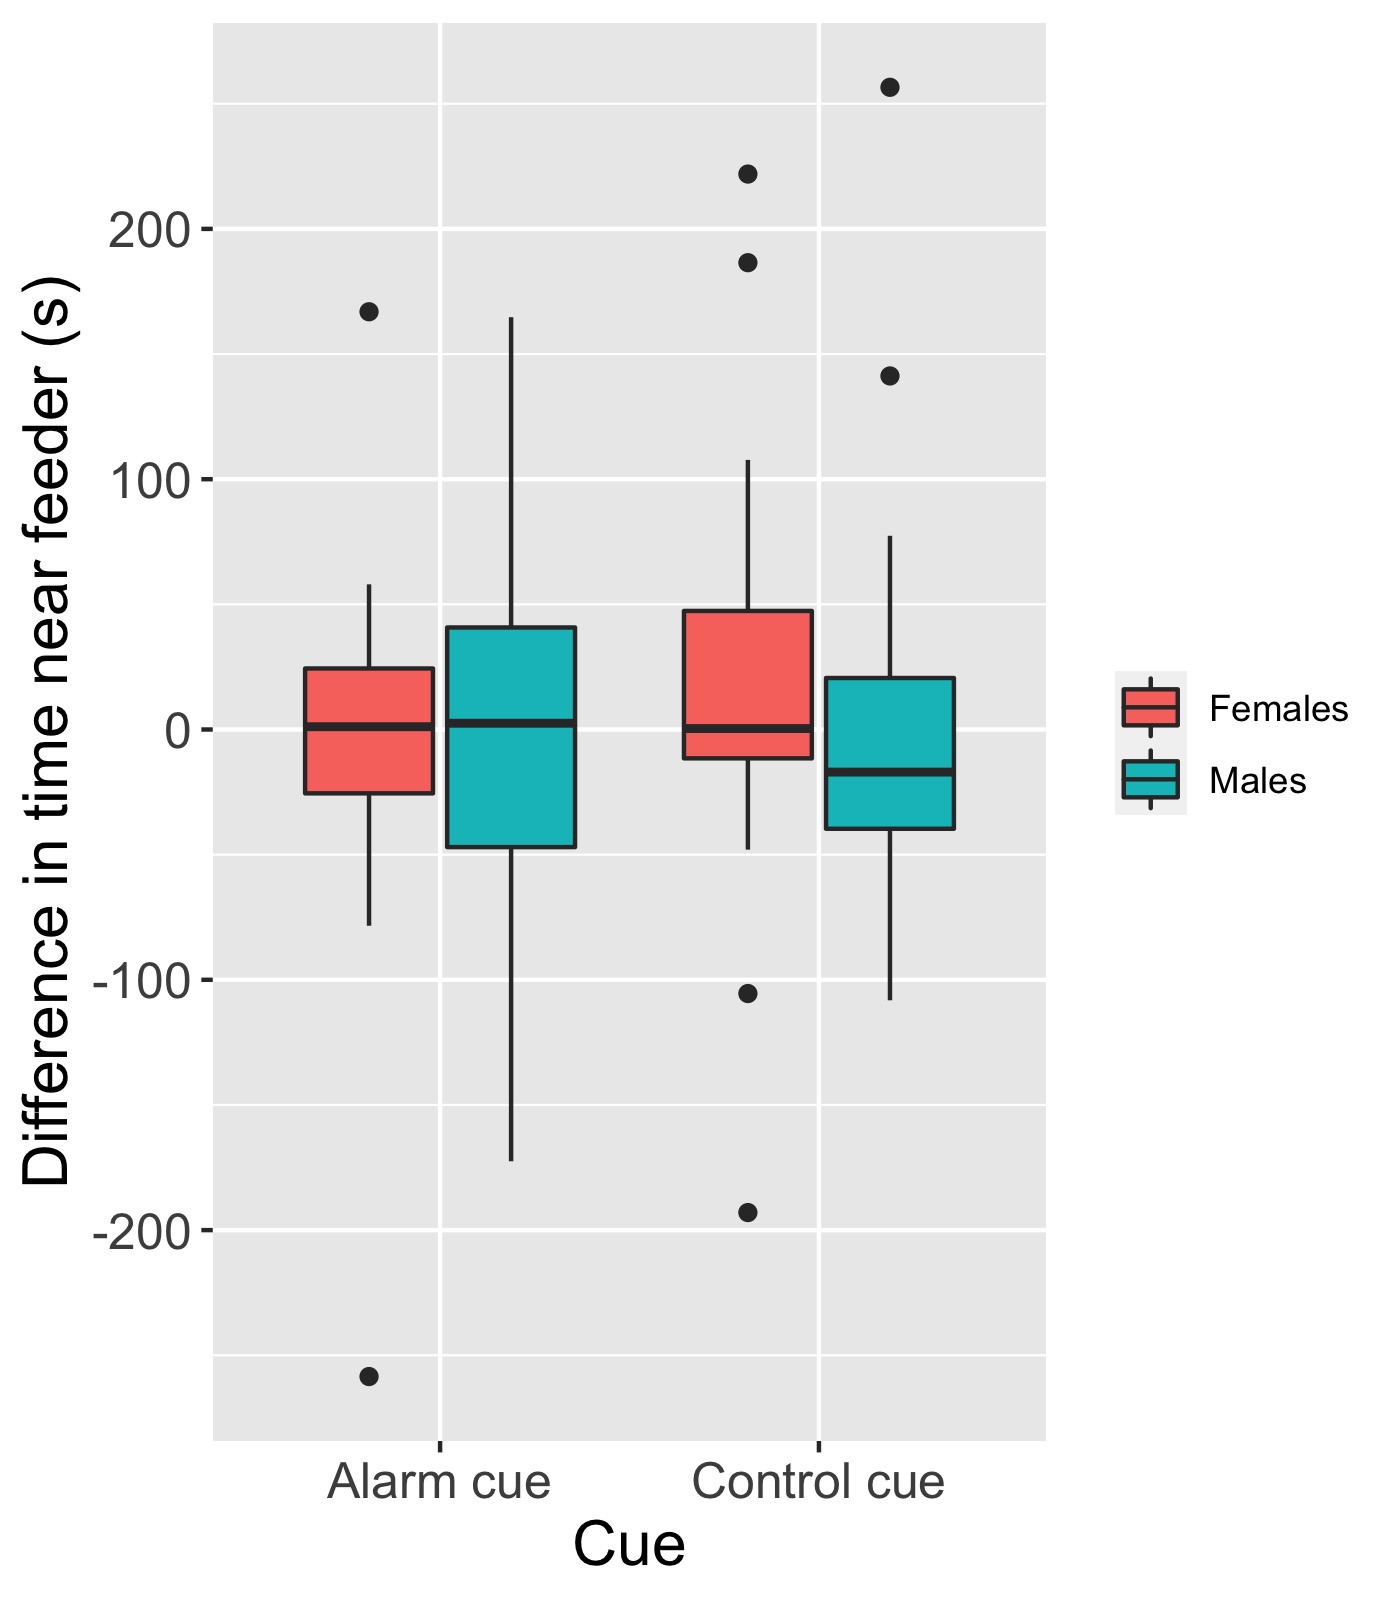 Difference in time near feeder (s)
200
100
0
-100
-200
Alarm cue
Control cue
Cue
Females
Males